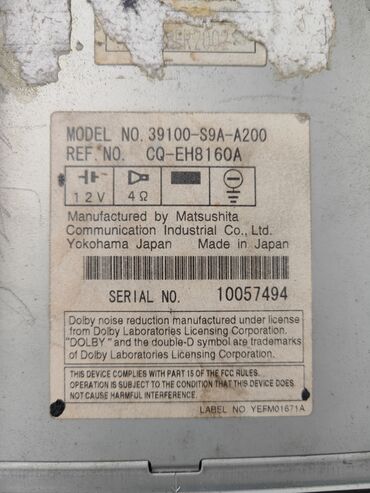 MODEL NO. 39100-S9A-A200
REF. NO. CQ-EH8160A
12V 4Ω
Manufactured by Matsushita
Communication Industrial Co., Ltd.
Yokohama Japan Made in Japan
SERIAL NO. 10057494
Dolby noise reduction manufactured under license
from Dolby Laboratories Licensing Corporation.
"DOLBY" and the double-D symbol are trademarks
of Dolby Laboratories Licensing Corporation.
THIS DEVICE COMPLIES WITH PART 15 OF THE FCC RULES.
OPERATION IS SUBJECT TO THE CONDITION THAT THIS DEVICE DOES
NOT CAUSE HARMFUL INTERFERENCE.
LABEL NO. YEFM01671A